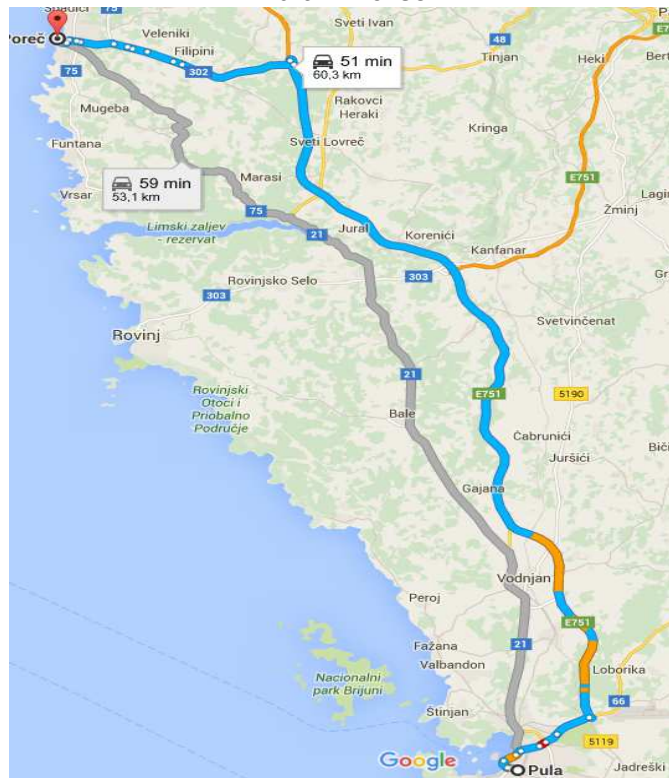 Poreč
75
Veleniki
Filipini
302
Sveti Ivan
48
Tinjan
Heki
51 min
60,3 km
Rakovci
Heraki
Mugeba
Funtana
Kringa
Sveti Lovreč
E751
59 min
53,1 km
Marasi
Vrsar
75
Žminj
Limski zaljev
- rezervat
21
Jural
Korenići
Kanfanar
303
Rovinjsko Selo
303
Svetvinčenat
Rovinj
21
Rovinjski
Otoci i
Priobalno
Područje
E751
5190
Bale
Čabrunići
Juršići
Gajana
Vodnjan
Peroj
E751
21
Fažana
Valbandon
Loborika
Nacionalni
park Brijuni
Štinjan
66
5119
Google
Pula
Jadreški